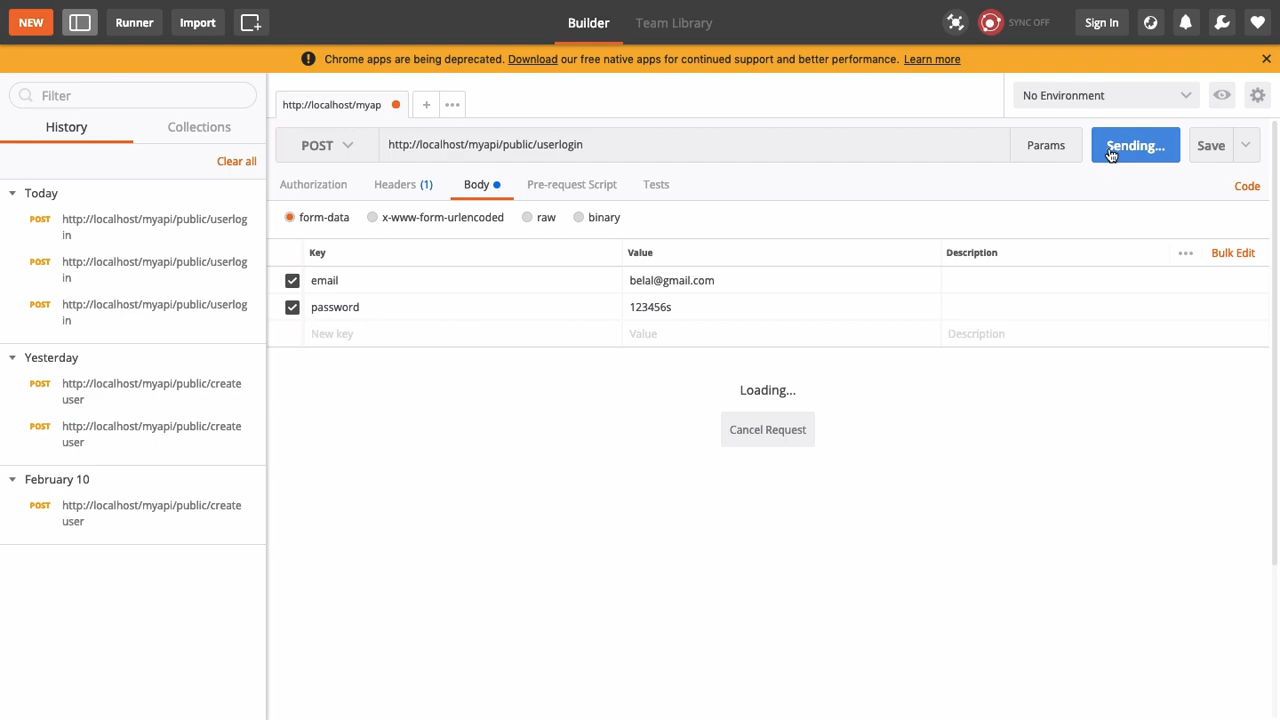 NEW
Runner
Import
Builder
Team Library
SYNC OFF
Sign In
Chrome apps are being deprecated. Download our free native apps for continued support and better performance. Learn more
Filter
History
Collections
Clear all
Today
POST http://localhost/myapi/public/userlog
in
POST http://localhost/myapi/public/userlog
in
POST http://localhost/myapi/public/userlog
in
Yesterday
POST http://localhost/myapi/public/create
user
POST http://localhost/myapi/public/create
user
February 10
POST http://localhost/myapi/public/create
user
http://localhost/myap
No Environment
POST
http://localhost/myapi/public/userlogin
Params
Sending...
Save
Authorization
Headers (1)
Body
Pre-request Script
Tests
Code
form-data
x-www-form-urlencoded
raw
binary
Key
Value
Description
Bulk Edit
email
belal@gmail.com
password
123456s
New key
Value
Description
Loading...
Cancel Request